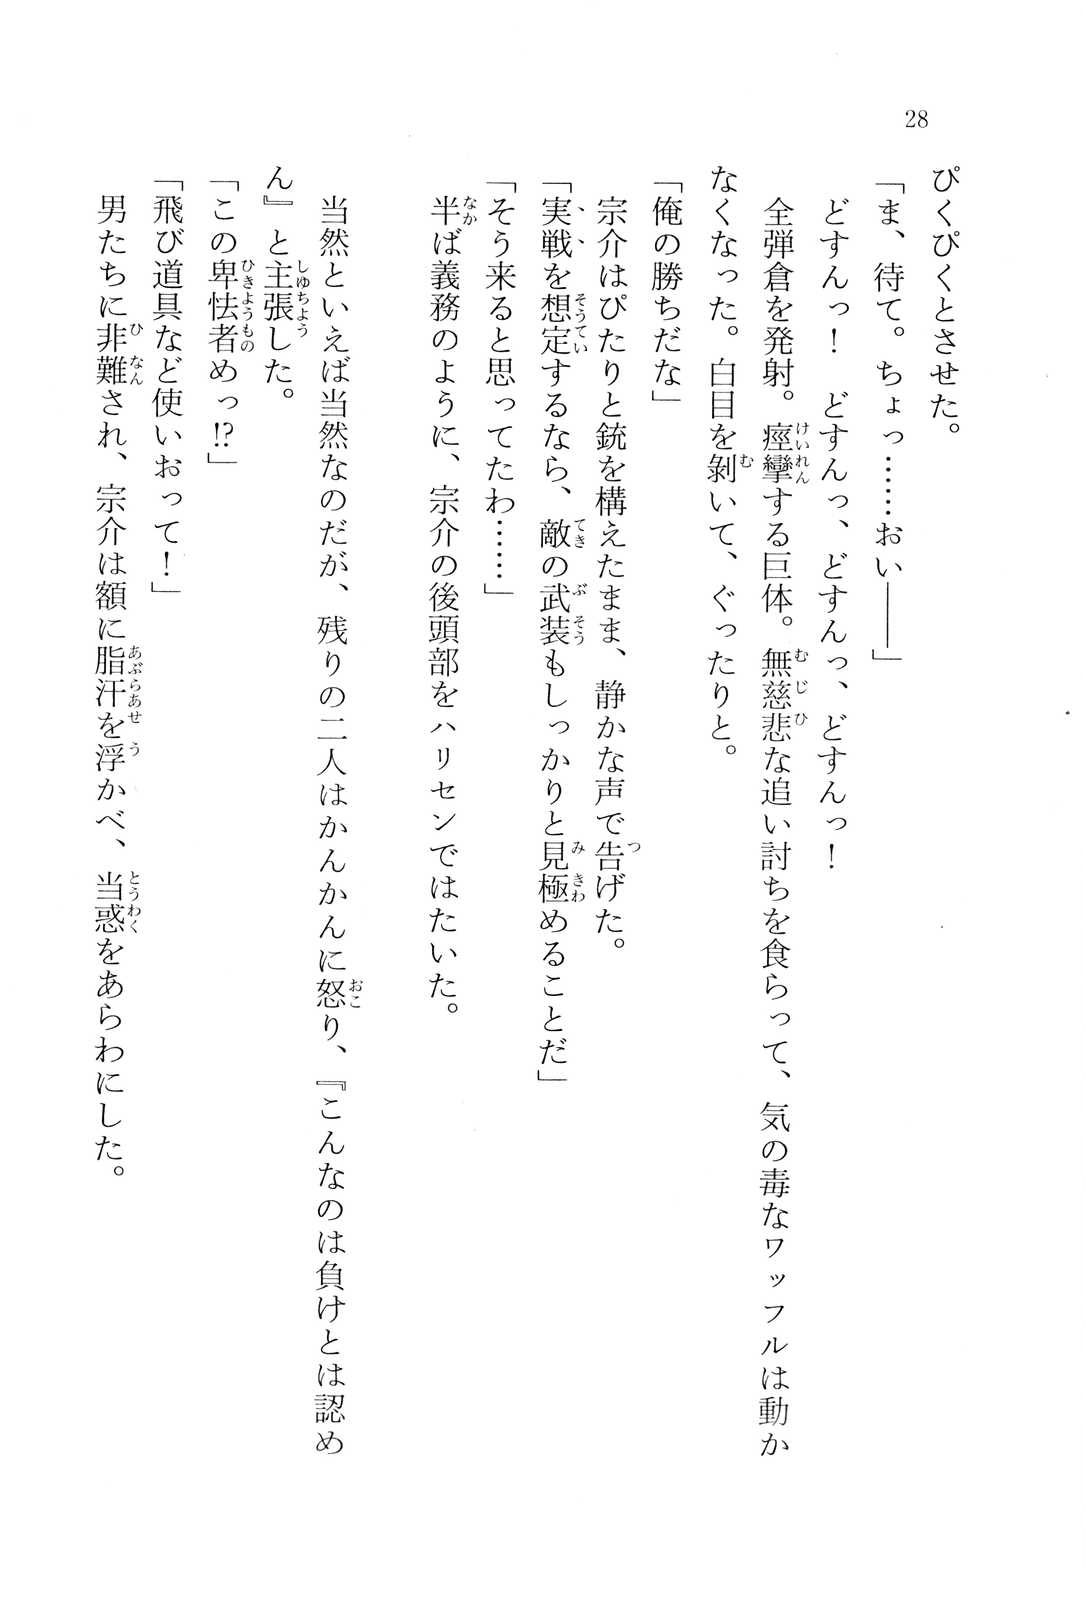 28
ぴくぴくとさせた。
「ま、待て。ちょっ……おい――」
どすんっ！　どすんっ、どすんっ、どすんっ！
全弾倉を発射。痙攣する巨体。無慈悲な追い討ちを食らって、気の毒なワッフルは動か
なくなった。白目を剝いて、ぐったりと。
「俺の勝ちだな」
宗介はぴたりと銃を構えたまま、静かな声で告げた。
「実戦を想定するなら、敵の武装もしっかりと見極めることだ」
「そう来ると思ってたわ……」
半ば義務のように、宗介の後頭部をハリセンではたいた。
当然といえば当然なのだが、残りの二人はかんかんに怒り、『こんなのは負けとは認め
ん』と主張した。
「この卑怯者めっ!?」
「飛び道具など使いおって！」
男たちに非難され、宗介は額に脂汗を浮かべ、当惑をあらわにした。